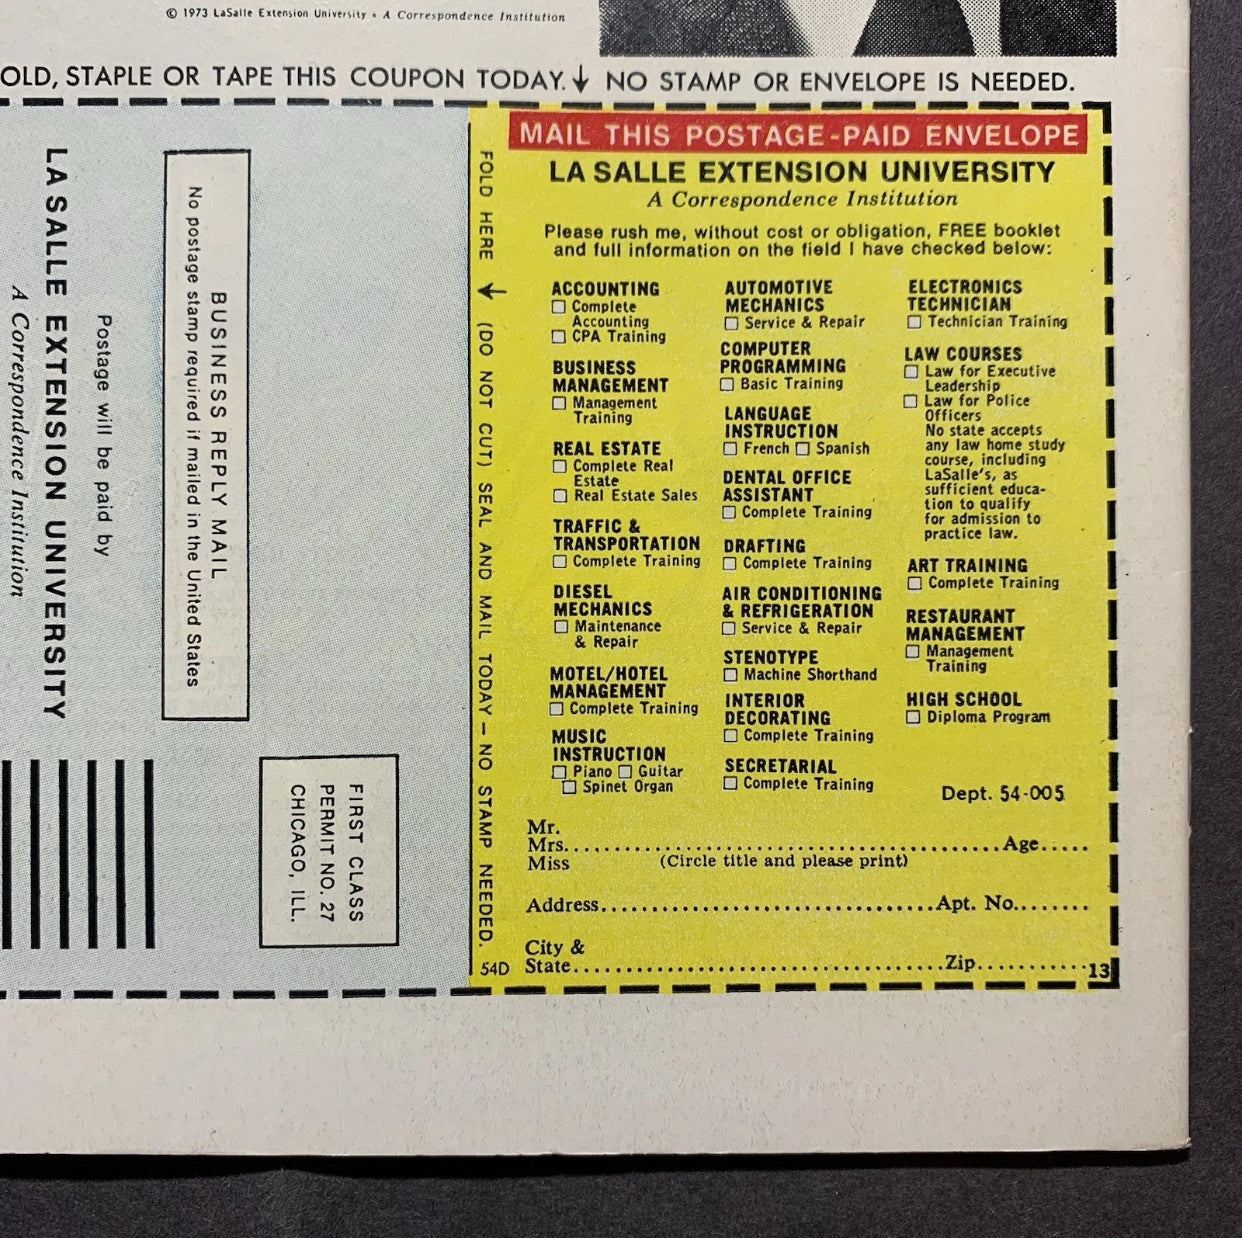 © 1973 LaSalle Extension University • A Correspondence Institution
OLD, STAPLE OR TAPE THIS COUPON TODAY. ↓ NO STAMP OR ENVELOPE IS NEEDED.
FIRST CLASS
PERMIT NO. 27
CHICAGO, ILL.
BUSINESS REPLY MAIL
No postage stamp required if mailed in the United States
Postage will be paid by
LA SALLE EXTENSION UNIVERSITY
A Correspondence Institution
FOLD HERE → (DO NOT CUT) SEAL AND MAIL TODAY — NO STAMP NEEDED.
MAIL THIS POSTAGE-PAID ENVELOPE
LA SALLE EXTENSION UNIVERSITY
A Correspondence Institution
Please rush me, without cost or obligation, FREE booklet
and full information on the field I have checked below:
ACCOUNTING
☐ Complete
Accounting
☐ CPA Training
BUSINESS
MANAGEMENT
☐ Management
Training
REAL ESTATE
☐ Complete Real
Estate
☐ Real Estate Sales
TRAFFIC &
TRANSPORTATION
☐ Complete Training
DIESEL
MECHANICS
☐ Maintenance
& Repair
MOTEL/HOTEL
MANAGEMENT
☐ Complete Training
MUSIC
INSTRUCTION
☐ Piano ☐ Guitar
☐ Spinet Organ
AUTOMOTIVE
MECHANICS
☐ Service & Repair
COMPUTER
PROGRAMMING
☐ Basic Training
LANGUAGE
INSTRUCTION
☐ French ☐ Spanish
DENTAL OFFICE
ASSISTANT
☐ Complete Training
DRAFTING
☐ Complete Training
AIR CONDITIONING
& REFRIGERATION
☐ Service & Repair
STENOTYPE
☐ Machine Shorthand
INTERIOR
DECORATING
☐ Complete Training
SECRETARIAL
☐ Complete Training
ELECTRONICS
TECHNICIAN
☐ Technician Training
LAW COURSES
☐ Law for Executive
Leadership
☐ Law for Police
Officers
No state accepts
any law home study
course, including
LaSalle's, as
sufficient educa-
tion to qualify
for admission to
practice law.
ART TRAINING
☐ Complete Training
RESTAURANT
MANAGEMENT
☐ Management
Training
HIGH SCHOOL
☐ Diploma Program
Dept. 54-005
Mr.
Mrs. Age
Miss (Circle title and please print)
Address Apt. No.
City &
54D State Zip 13